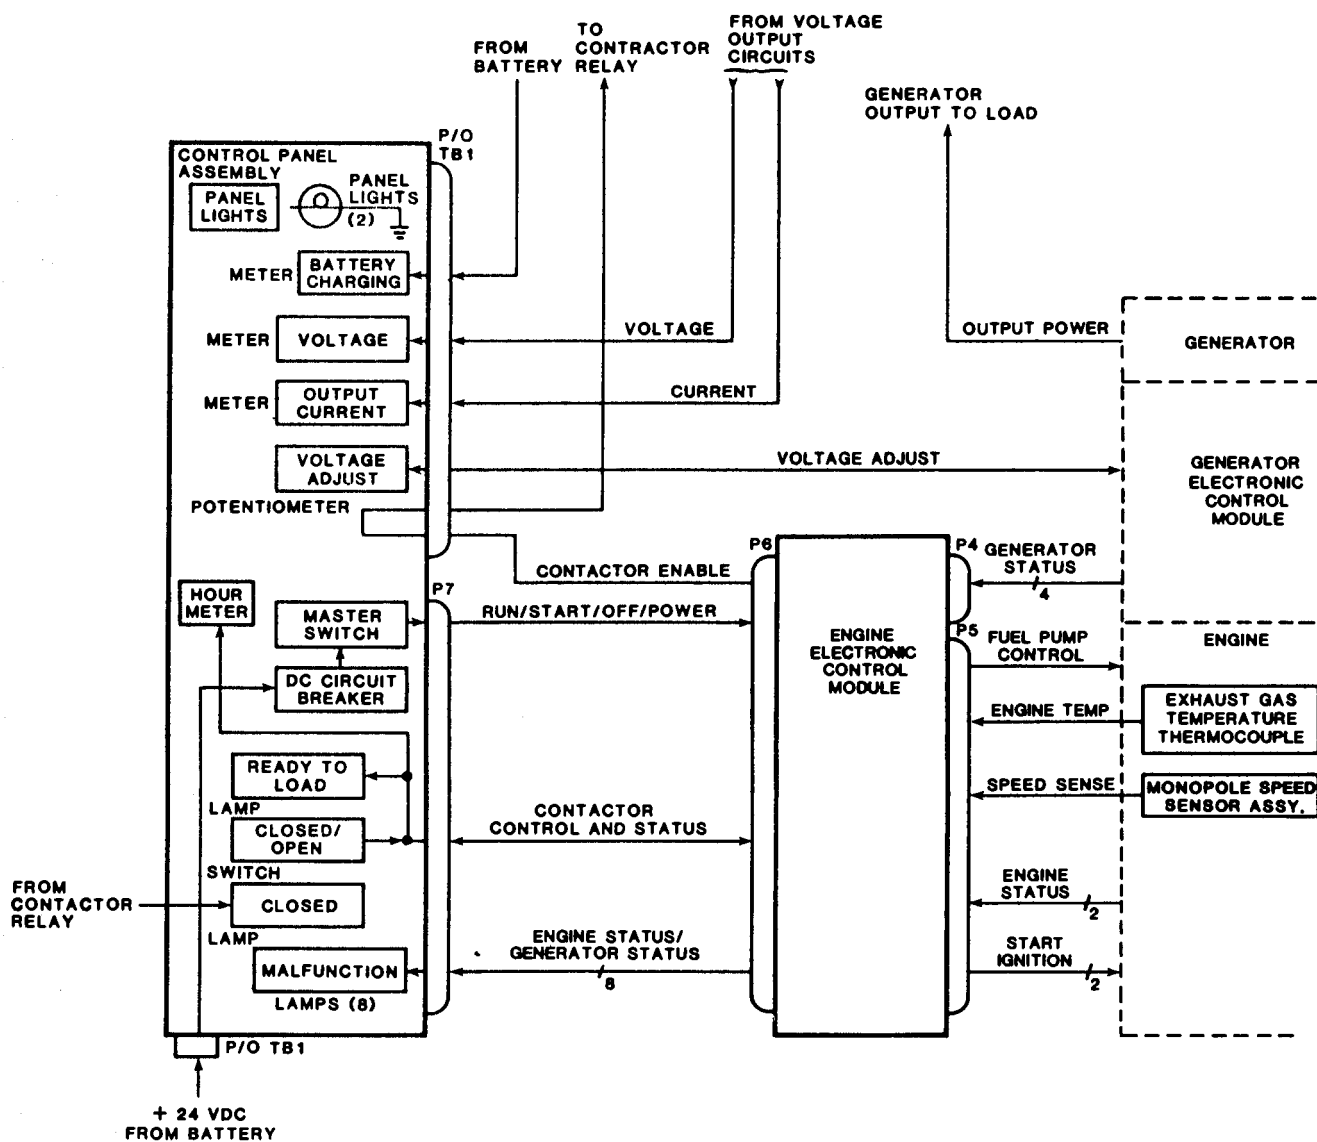 FROM VOLTAGE
OUTPUT
CIRCUITS
TO
CONTRACTOR
RELAY
FROM
BATTERY
GENERATOR
OUTPUT TO LOAD
P/O
TB1
CONTROL PANEL
ASSEMBLY
PANEL
LIGHTS
PANEL
LIGHTS
(2)
METER
BATTERY
CHARGING
METER
VOLTAGE
VOLTAGE
OUTPUT POWER
GENERATOR
METER
OUTPUT
CURRENT
CURRENT
VOLTAGE
ADJUST
VOLTAGE ADJUST
GENERATOR
ELECTRONIC
CONTROL
MODULE
POTENTIOMETER
P6
P4
GENERATOR
STATUS
4
CONTACTOR ENABLE
P7
HOUR
METER
MASTER
SWITCH
RUN/START/OFF/POWER
ENGINE
ELECTRONIC
CONTROL
MODULE
P5
FUEL PUMP
CONTROL
ENGINE
DC CIRCUIT
BREAKER
ENGINE TEMP
EXHAUST GAS
TEMPERATURE
THERMOCOUPLE
READY TO
LOAD
LAMP
SPEED SENSE
MONOPOLE SPEED
SENSOR ASSY.
CLOSED/
OPEN
SWITCH
CONTACTOR
CONTROL AND STATUS
FROM
CONTACTOR
RELAY
CLOSED
LAMP
ENGINE
STATUS
2
ENGINE STATUS/
GENERATOR STATUS
8
START
IGNITION
2
MALFUNCTION
LAMPS (8)
P/O TB1
+ 24 VDC
FROM BATTERY